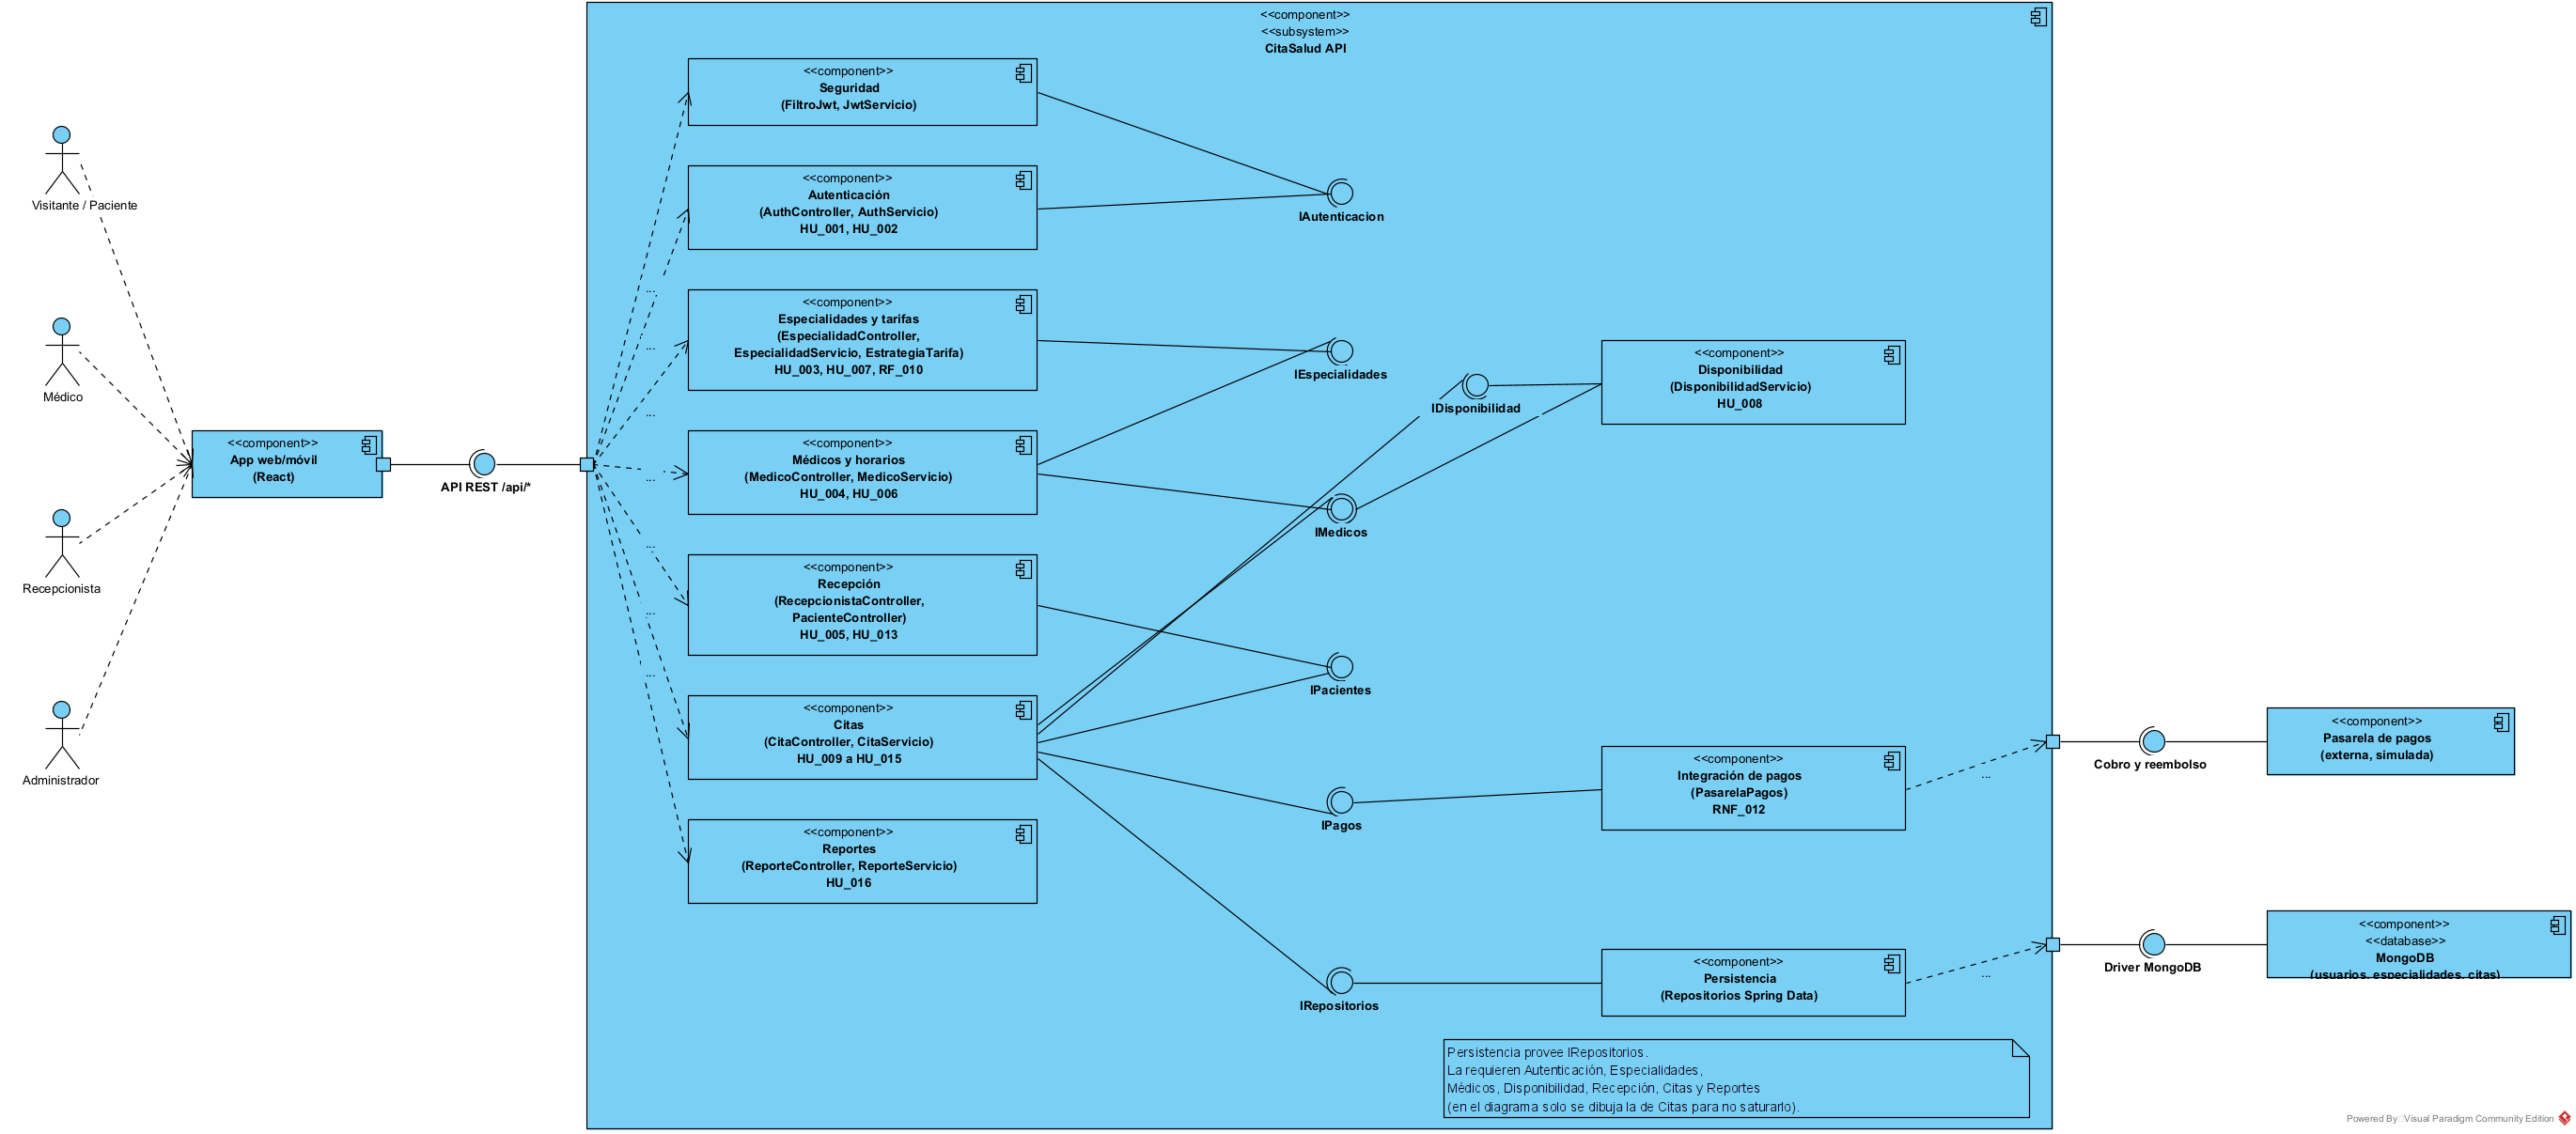 <<component>>
<<subsystem>>
CitaSalud API
<<component>>
Seguridad
(FiltroJwt, JwtServicio)
Visitante / Paciente
<<component>>
Autenticación
(AuthController, AuthServicio)
HU_001, HU_002
IAutenticacion
...
<<component>>
Especialidades y tarifas
(EspecialidadController,
EspecialidadServicio, EstrategiaTarifa)
HU_003, HU_007, RF_010
...
IEspecialidades
Médico
<<component>>
Disponibilidad
(DisponibilidadServicio)
HU_008
IDisponibilidad
...
<<component>>
App web/móvil
(React)
API REST /api/*
<<component>>
Médicos y horarios
(MedicoController, MedicoServicio)
HU_004, HU_006
...
IMedicos
...
Recepcionista
<<component>>
Recepción
(RecepcionistaController,
PacienteController)
HU_005, HU_013
...
...
IPacientes
<<component>>
Citas
(CitaController, CitaServicio)
HU_009 a HU_015
Administrador
<<component>>
Integración de pagos
(PasarelaPagos)
RNF_012
...
Cobro y reembolso
<<component>>
Pasarela de pagos
(externa, simulada)
IPagos
<<component>>
Reportes
(ReporteController, ReporteServicio)
HU_016
<<component>>
Persistencia
(Repositorios Spring Data)
...
IRepositorios
Driver MongoDB
<<component>>
<<database>>
MongoDB
(usuarios, especialidades, citas)
Persistencia provee IRepositorios.
La requieren Autenticación, Especialidades,
Médicos, Disponibilidad, Recepción, Citas y Reportes
(en el diagrama solo se dibuja la de Citas para no saturarlo).
Powered By Visual Paradigm Community Edition